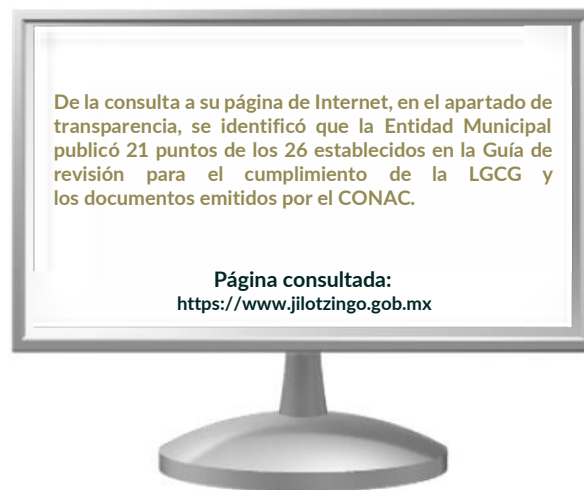 De la consulta a su página de Internet, en el apartado de
transparencia, se identificó que la Entidad Municipal
publicó 21 puntos de los 26 establecidos en la Guía de
revisión para el cumplimiento de la LGCG y
los documentos emitidos por el CONAC.
Página consultada:
https://www.jilotzingo.gob.mx